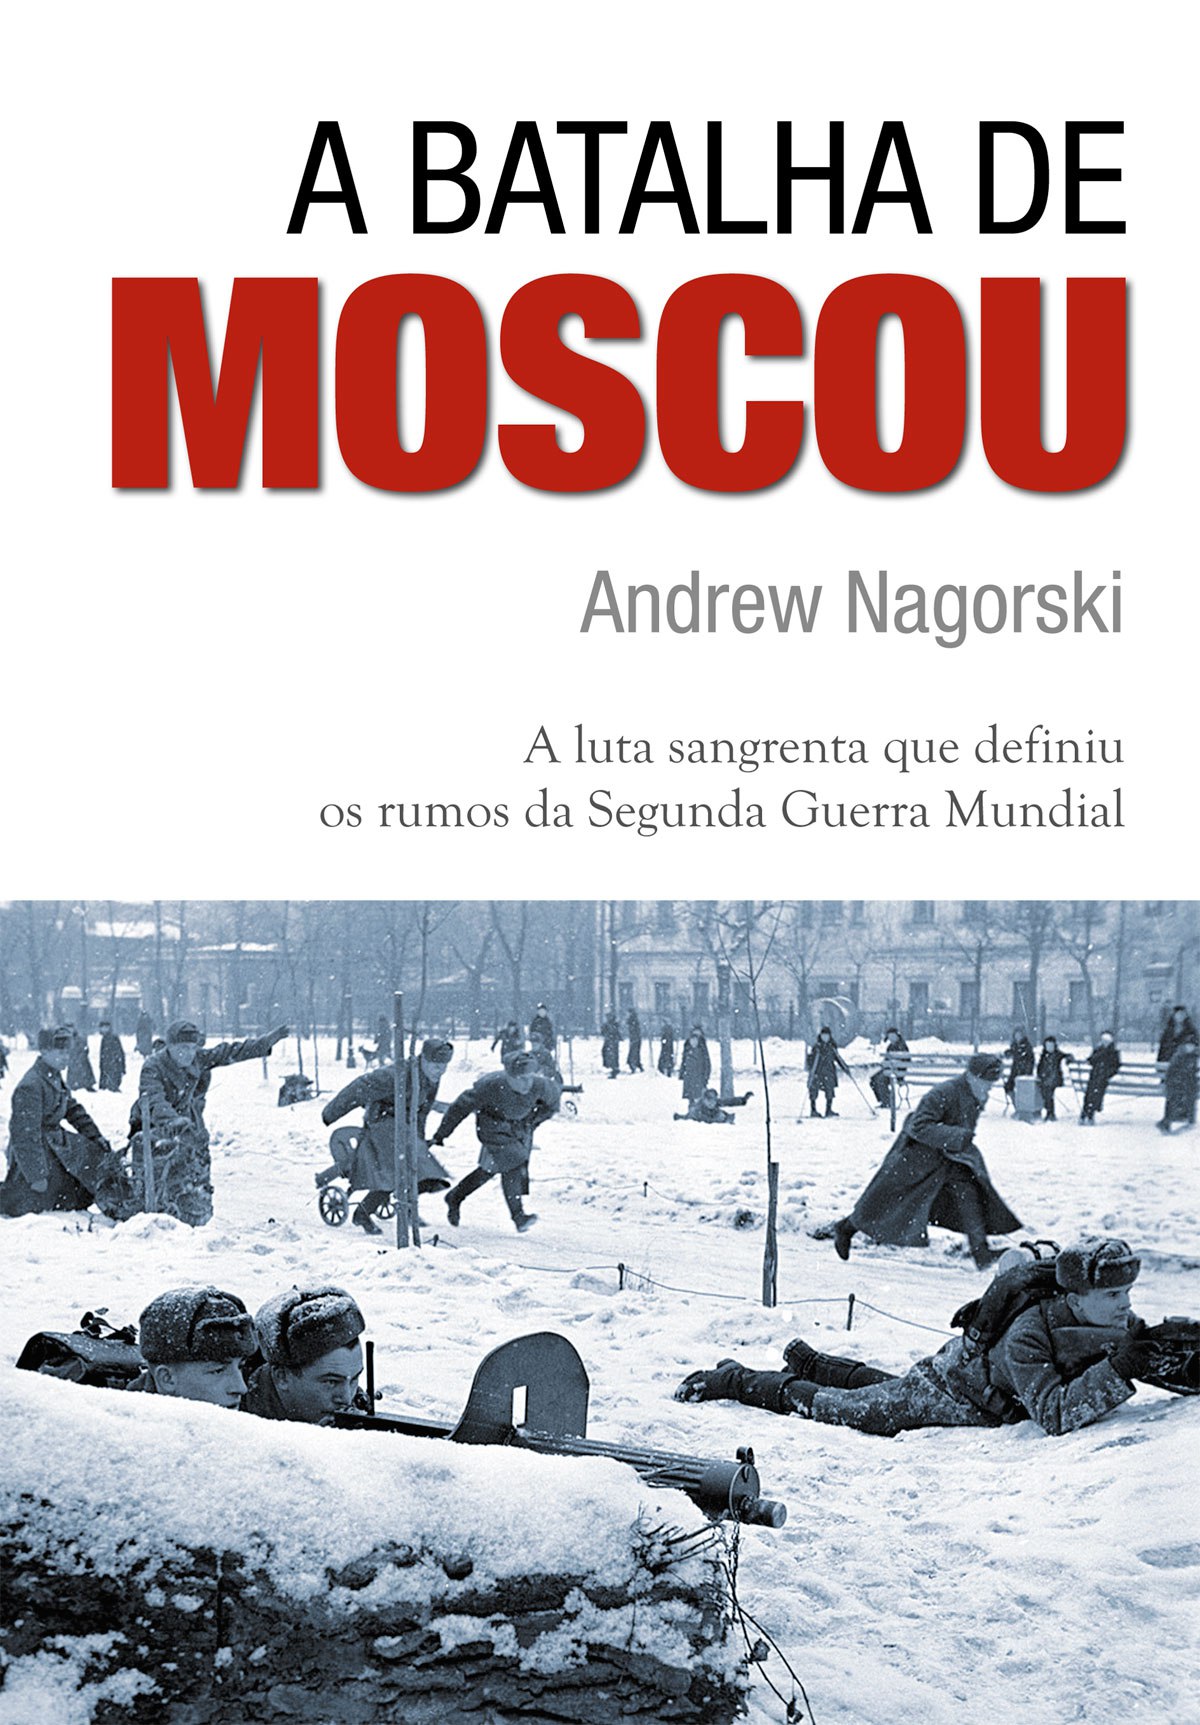 A BATALHA DE
MOSCOU
Andrew Nagorski
A luta sangrenta que definiu
os rumos da Segunda Guerra Mundial